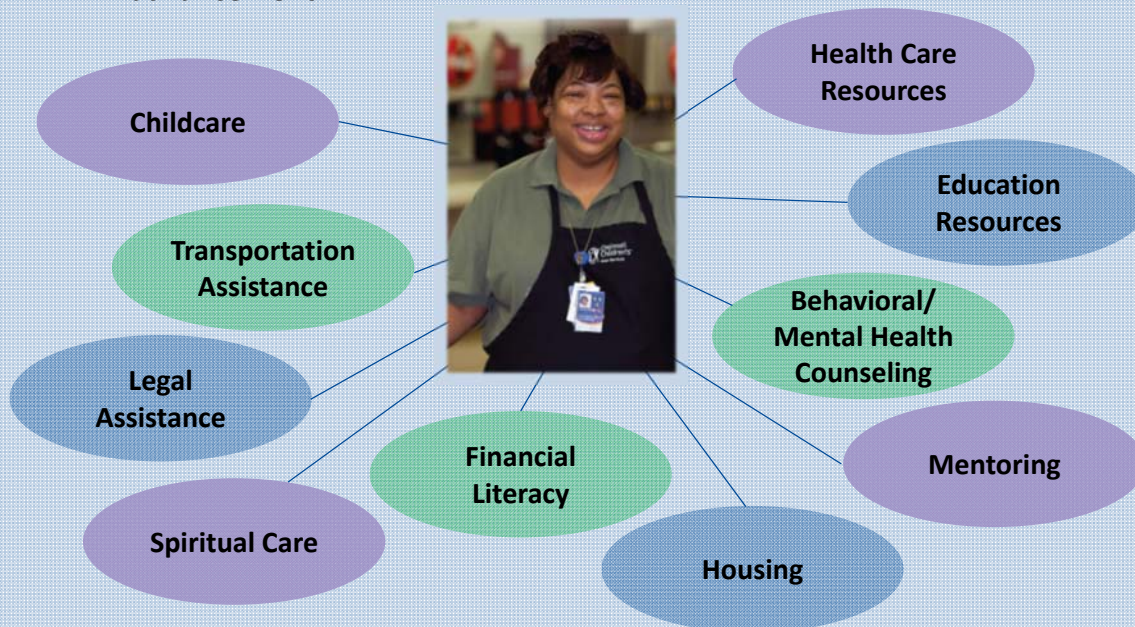 Health Care
Resources
Childcare
Education
Resources
Transportation
Assistance
Behavioral/
Mental Health
Counseling
Legal
Assistance
Financial
Literacy
Mentoring
Spiritual Care
Housing